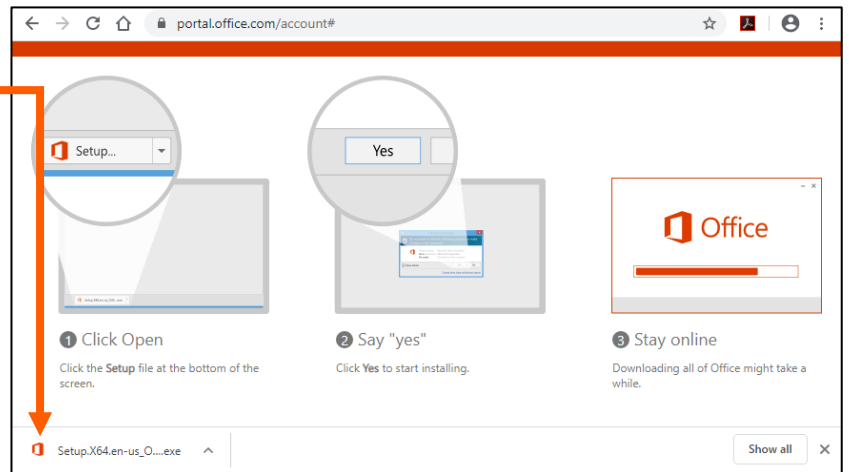 portal.office.com/account#
Setup...
Yes
Office
1 Click Open
Click the Setup file at the bottom of the
screen.
2 Say "yes"
Click Yes to start installing.
3 Stay online
Downloading all of Office might take a
while.
Setup.X64.en-us_O....exe
Show all